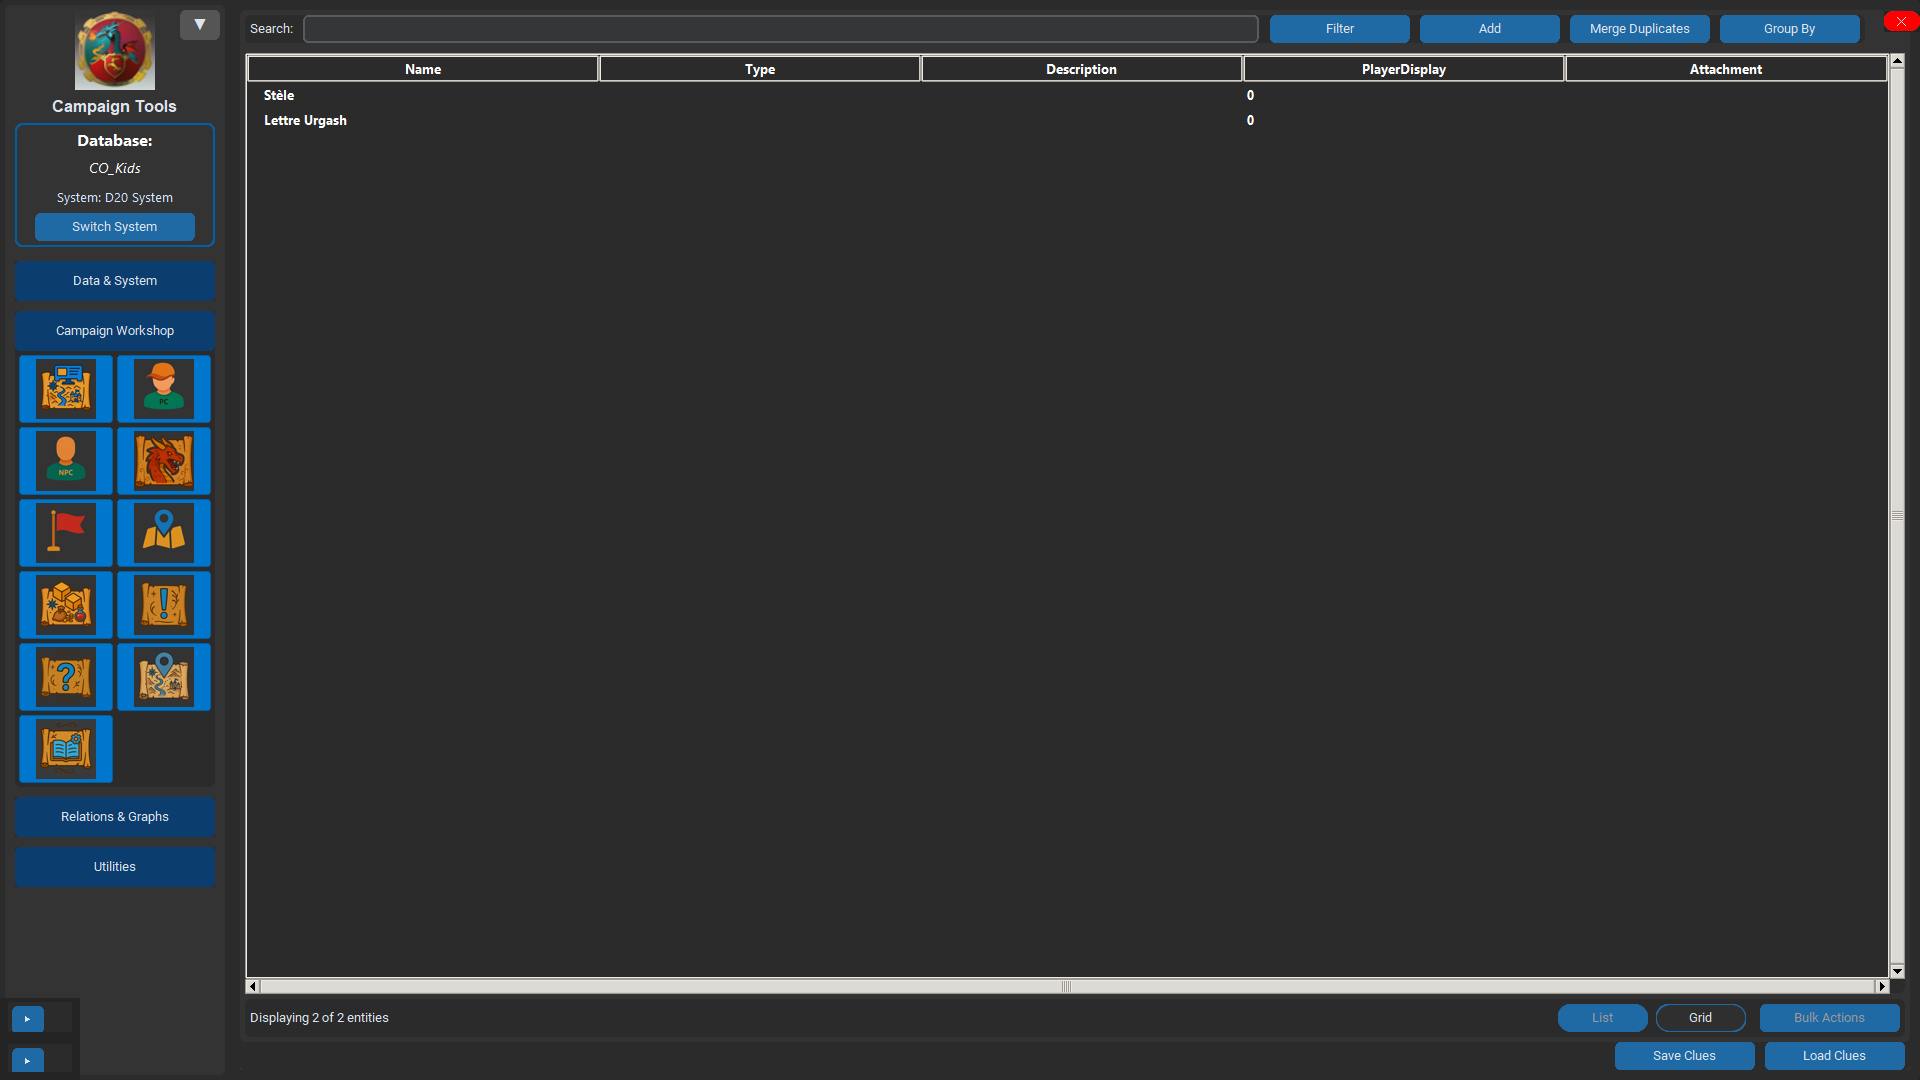 ▼
Campaign Tools
Database:
CO_Kids
System: D20 System
Switch System
Data & System
Campaign Workshop
PC
NPC
!
?
Relations & Graphs
Utilities
Search:
Filter
Add
Merge Duplicates
Group By
Name Type Description PlayerDisplay Attachment
Stèle 0
Lettre Urgash 0
Displaying 2 of 2 entities
List
Grid
Bulk Actions
Save Clues
Load Clues